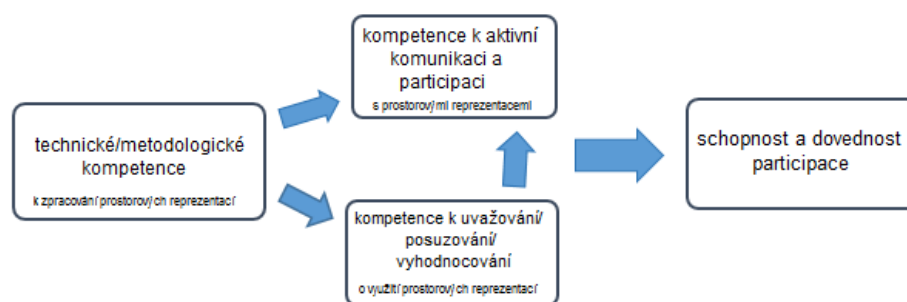 technické/metodologické
kompetence
k zpracování prostorových reprezentací
kompetence k aktivní
komunikaci a
participaci
s prostorovými reprezentacemi
kompetence k uvažování/
posuzování/
vyhodnocování
o využití prostorových reprezentací
schopnost a dovednost
participace